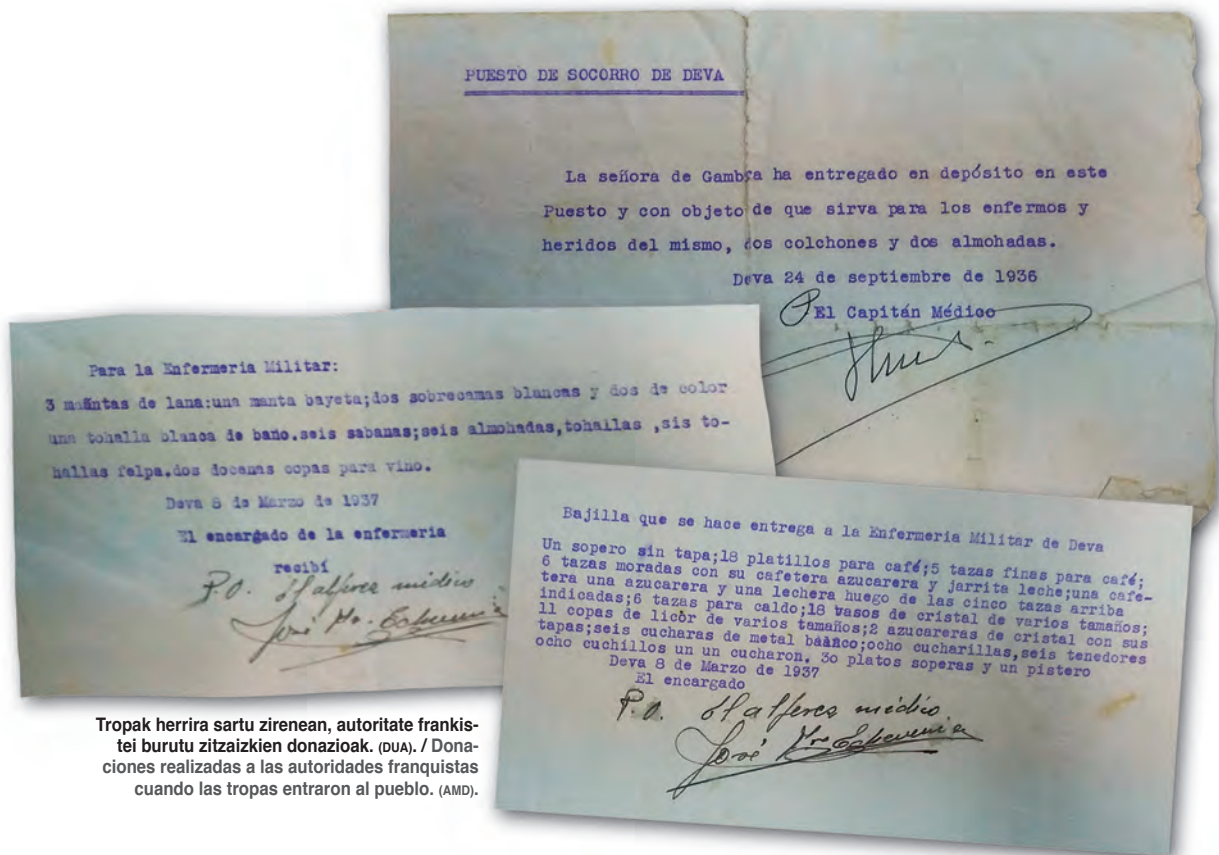 PUESTO DE SOCORRO DE DEVA
La señora de Gambra ha entregado en depósito en este
Puesto y con objeto de que sirva para los enfermos y
heridos del mismo, dos colchones y dos almohadas.
Deva 24 de septiembre de 1936
El Capitán Médico
Para la Enfermeria Militar:
3 maântas de lana:una manta bayeta;dos sobrecamas blancas y dos de color
una tohalla blanca de baño.seis sabanas;seis almohadas,tohallas ,sis to-
hallas felpa.dos docenas copas para vino.
Deva 8 de Marzo de 1937
El encargado de la enfermeria
recibí
P.O. El alferez médico
José Mª Echeverria
Bajilla que se hace entrega a la Enfermeria Militar de Deva
Un sopero sin tapa;18 platillos para café;5 tazas finas para café;
6 tazas moradas con su cafetera azucarera y jarrita leche;una cafe-
tera una azucarera y una lechera huego de las cinco tazas arriba
indicadas;6 tazas para caldo;18 vasos de cristal de varios tamaños;
11 copas de licor de varios tamaños;2 azucareras de cristal con sus
tapas;seis cucharas de metal baànco;ocho cucharillas,seis tenedores
ocho cuchillos un un cucharon. 3o platos soperas y un pistero
Deva 8 de Marzo de 1937
El encargado
P.O. El alferez médico
José Mª Echeverria
Tropak herrira sartu zirenean, autoritate frankis-
tei burutu zitzaizkien donazioak. (DUA). / Dona-
ciones realizadas a las autoridades franquistas
cuando las tropas entraron al pueblo. (AMD).